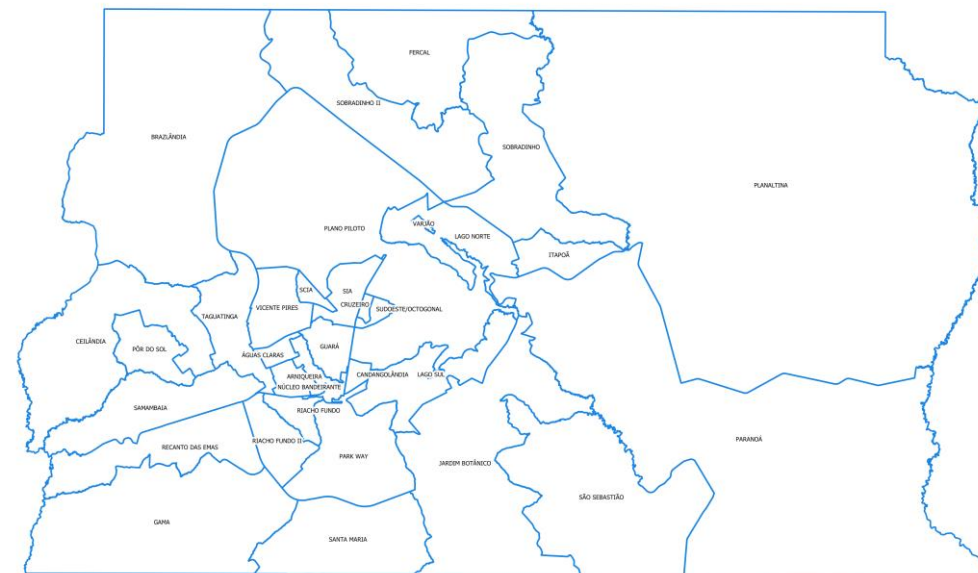 FERCAL
SOBRADINHO II
BRAZLÂNDIA
SOBRADINHO
PLANALTINA
VARJÃO
PLANO PILOTO
LAGO NORTE
ITAPOÃ
SCIA
SIA
CRUZEIRO
VICENTE PIRES
SUDOESTE/OCTOGONAL
TAGUATINGA
CEILÂNDIA
GUARÁ
PÔR DO SOL
ÁGUAS CLARAS
ARNIQUEIRA
CANDANGOLÂNDIA
LAGO SUL
NÚCLEO BANDEIRANTE
SAMAMBAIA
RIACHO FUNDO
RIACHO FUNDO II
PARANOÁ
RECANTO DAS EMAS
PARK WAY
JARDIM BOTÂNICO
SÃO SEBASTIÃO
GAMA
SANTA MARIA